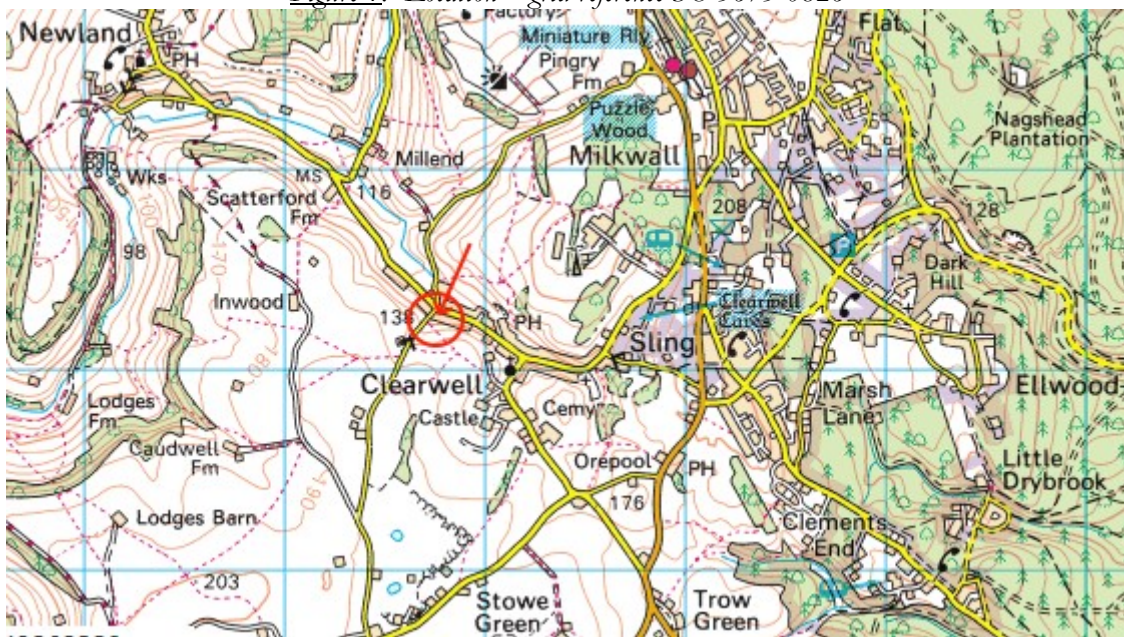 Newland
PH
Factory
Miniature Rly
Pingry
Fm
Puzzle
Wood
Flat
Nagshead
Plantation
Milkwall
Millend
MS
116
Wks
Scatterford
Fm
98
170
208
128
P
Dark
Hill
Inwood
PH
Clearwell
Caves
Sling
180
Clearwell
Castle
Cemy
Marsh
Lane
Ellwood
Lodges
Fm
Caudwell
Fm
190
Orepool
PH
176
Little
Drybrook
Lodges Barn
Clements
End
203
Stowe
Green
Trow
Green